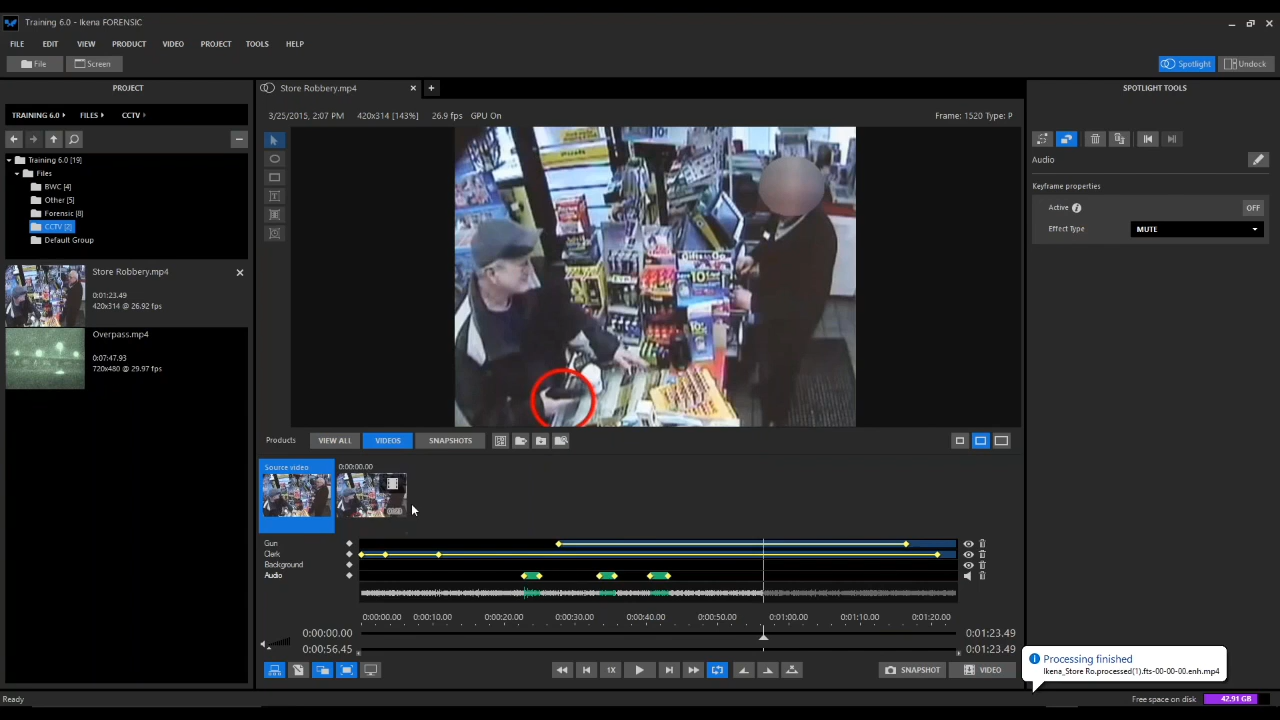 Training 6.0 - Ikena FORENSIC
FILE EDIT VIEW PRODUCT VIDEO PROJECT TOOLS HELP
File Screen Spotlight Undock
PROJECT
Store Robbery.mp4
SPOTLIGHT TOOLS
TRAINING 6.0 FILES CCTV
3/25/2015, 2:07 PM 420x314 [143%] 26.9 fps GPU On Frame: 1520 Type: P
Training 6.0 [19]
Files
BWC [4]
Other [5]
Forensic [8]
CCTV [2]
Default Group
Audio
Keyframe properties
Active OFF
Effect Type MUTE
Store Robbery.mp4
0:01:23.49
420x314 @ 26.92 fps
Overpass.mp4
0:07:47.93
720x480 @ 29.97 fps
Products VIEW ALL VIDEOS SNAPSHOTS
Source video 0:00:00.00
Gun
Clerk
Background
Audio
0:00:00.00 0:00:10.00 0:00:20.00 0:00:30.00 0:00:40.00 0:00:50.00 0:01:00.00 0:01:10.00 0:01:20.00
0:00:00.00 0:01:23.49
0:00:56.45 0:01:23.49
1X SNAPSHOT VIDEO
Processing finished
Ikena_Store Ro.processed(1).fts-00-00-00.enh.mp4
Ready Free space on disk 42.91 GB